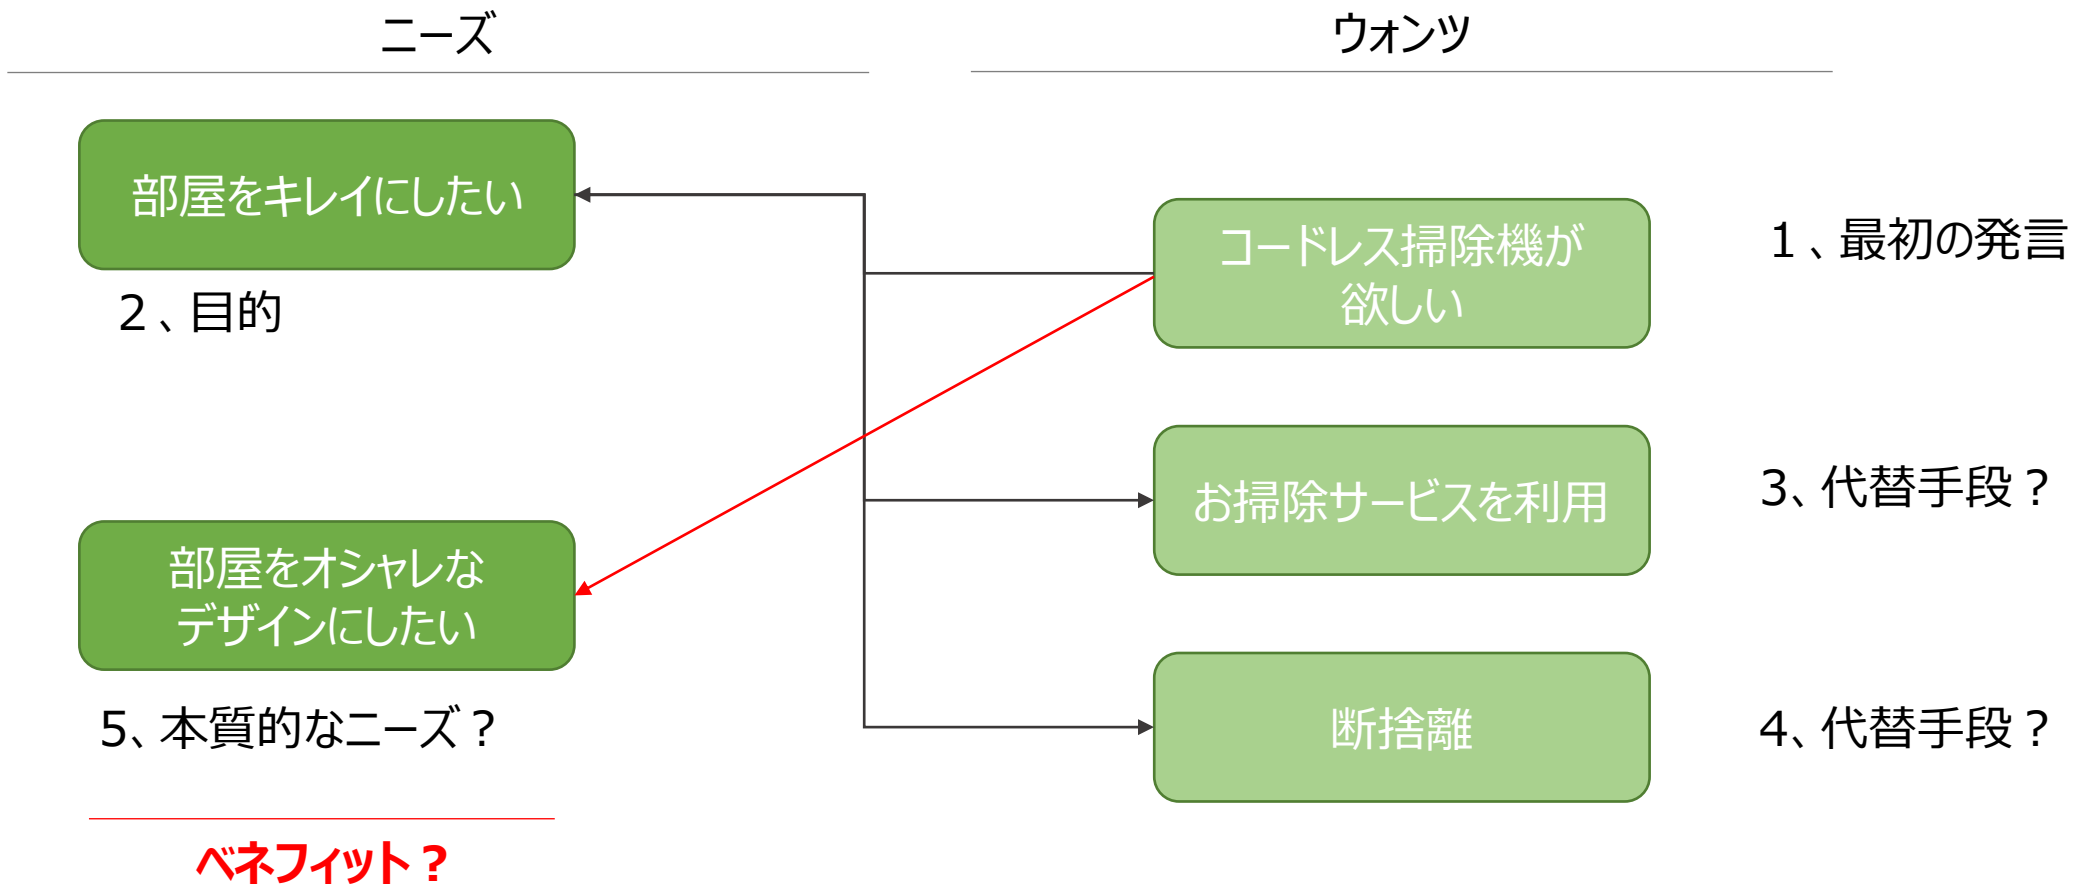 ニーズ
ウォンツ
部屋をキレイにしたい
2、目的
コードレス掃除機が
欲しい
1、最初の発言
お掃除サービスを利用
3、代替手段？
部屋をオシャレな
デザインにしたい
5、本質的なニーズ？
断捨離
4、代替手段？
ベネフィット？